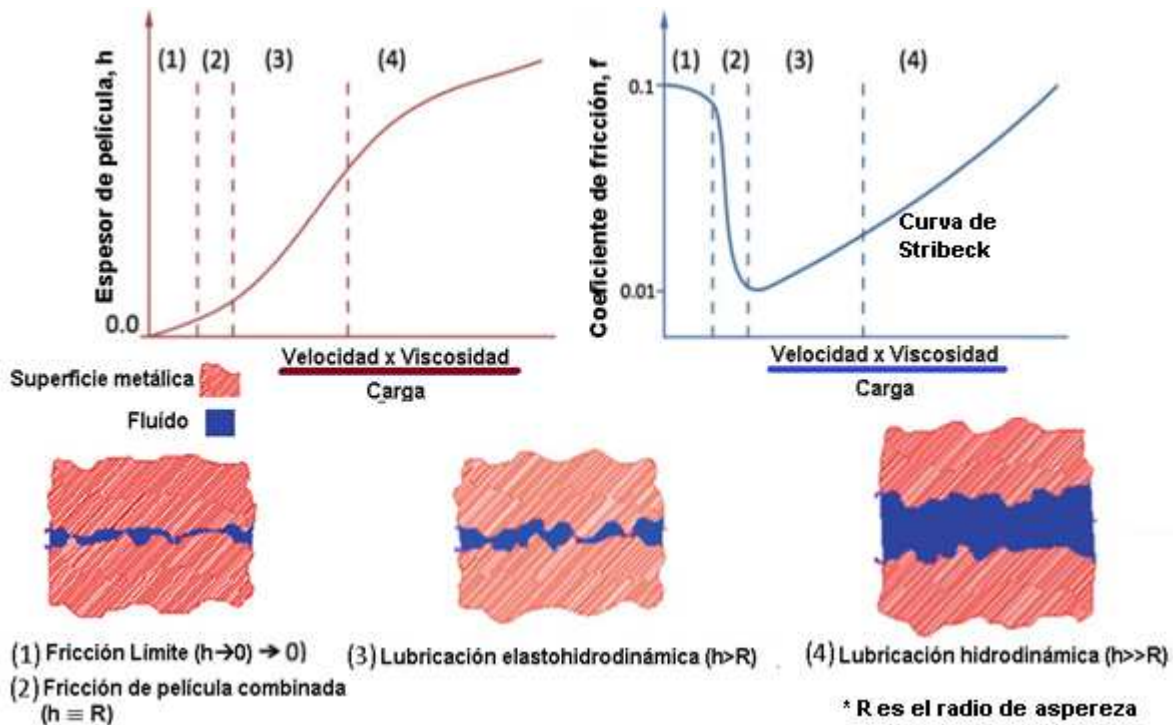 (1) (2) (3) (4)
Espesor de película, h
0.0
Velocidad x Viscosidad
Carga
(1) (2) (3) (4)
Coeficiente de fricción, f
0.1
0.01
Curva de
Stribeck
Velocidad x Viscosidad
Carga
Superficie metálica
Fluído
(1) Fricción Límite (h→0) → 0)
(2) Fricción de película combinada
(h ≡ R)
(3) Lubricación elastohidrodinámica (h>R)
(4) Lubricación hidrodinámica (h>>R)
* R es el radio de aspereza